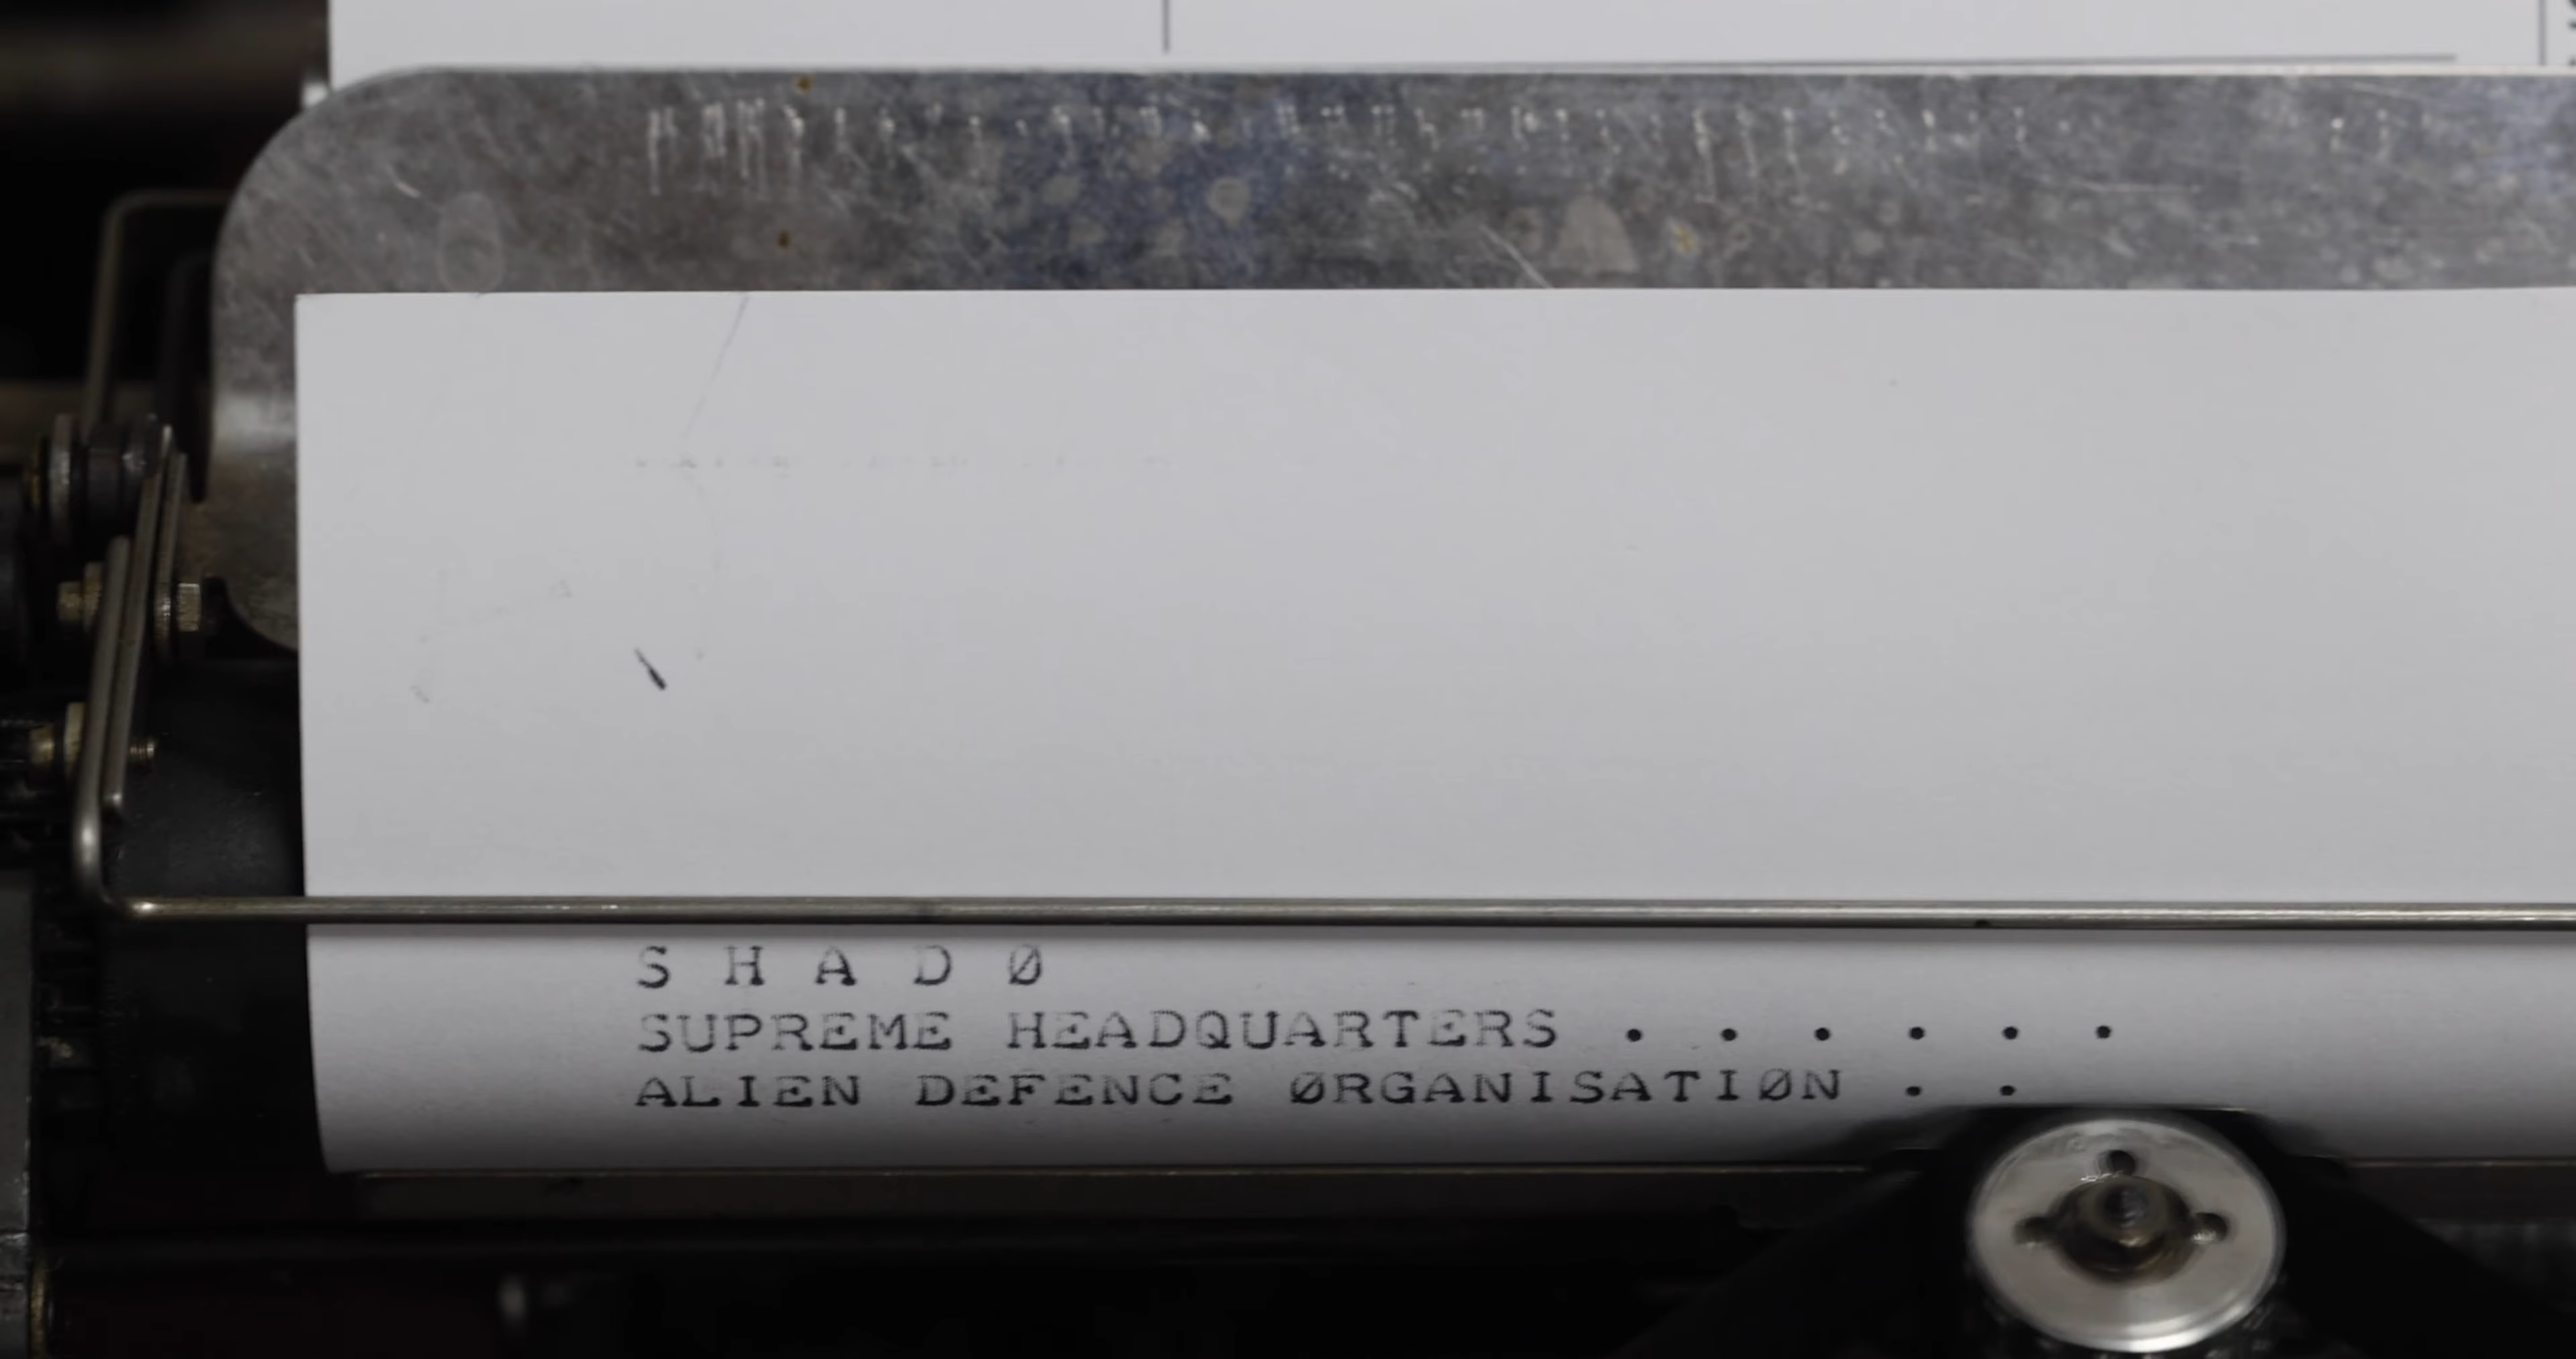 S H A D Ø
SUPREME HEADQUARTERS . . . . . .
ALIEN DEFENCE ØRGANISATIØN . .